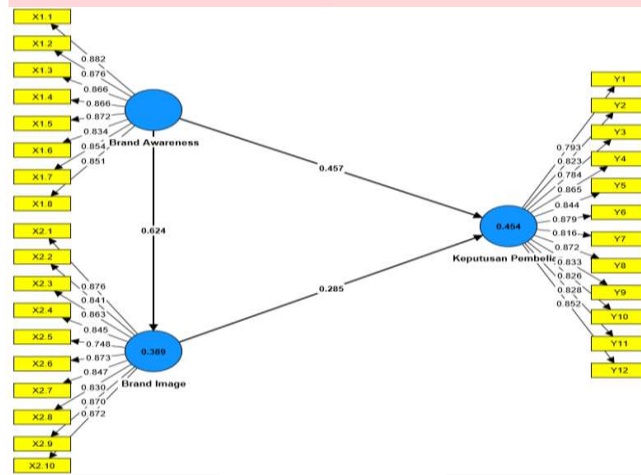 X1.1
X1.2
X1.3
X1.4
X1.5
X1.6
X1.7
X1.8
0.882
0.876
0.866
0.866
0.872
0.834
0.854
0.851
Brand Awareness
0.457
0.624
0.285
X2.1
X2.2
X2.3
X2.4
X2.5
X2.6
X2.7
X2.8
X2.9
X2.10
0.876
0.841
0.863
0.845
0.748
0.873
0.847
0.830
0.870
0.872
0.389
Brand Image
0.454
Keputusan Pembelic
0.793
0.823
0.784
0.865
0.844
0.879
0.816
0.872
0.833
0.826
0.828
0.852
Y1
Y2
Y3
Y4
Y5
Y6
Y7
Y8
Y9
Y10
Y11
Y12